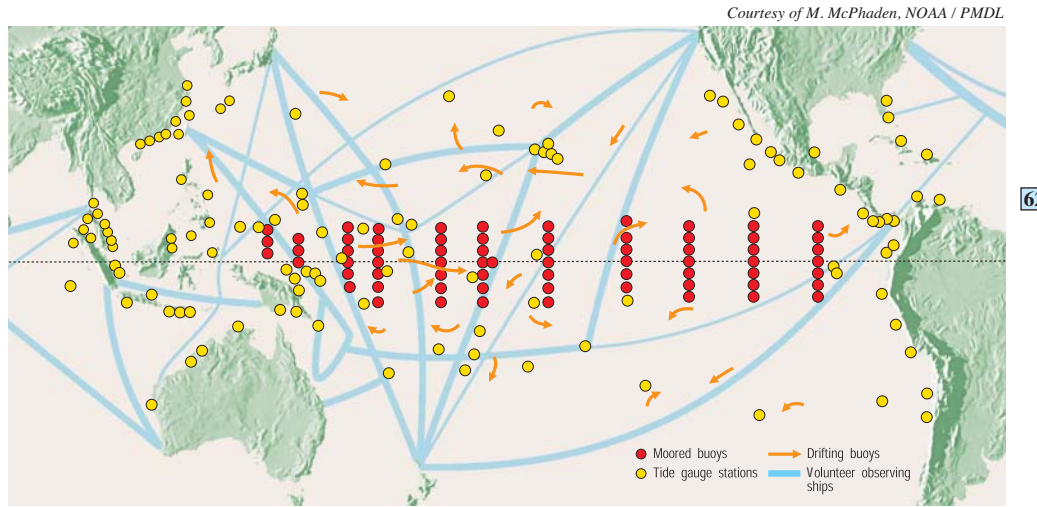 Courtesy of M. McPhaden, NOAA / PMDL
Moored buoys
Drifting buoys
Tide gauge stations
Volunteer observing
ships